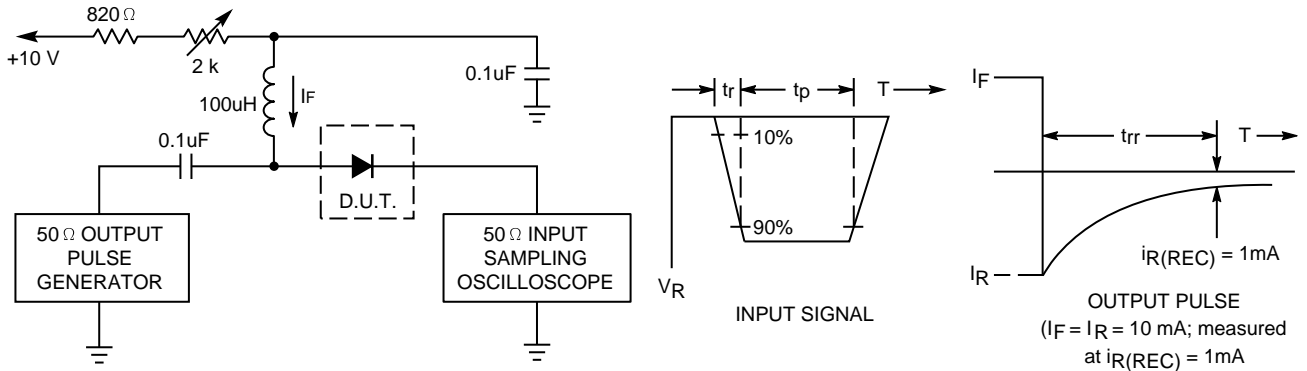 820 Ω
+10 V
2 k
0.1uF
100uH
IF
0.1uF
D.U.T.
50 Ω OUTPUT
PULSE
GENERATOR
50 Ω INPUT
SAMPLING
OSCILLOSCOPE
tr
tp
T
10%
90%
VR
INPUT SIGNAL
IF
trr
T
IR
iR(REC) = 1mA
OUTPUT PULSE
(IF = IR = 10 mA; measured
at iR(REC) = 1mA